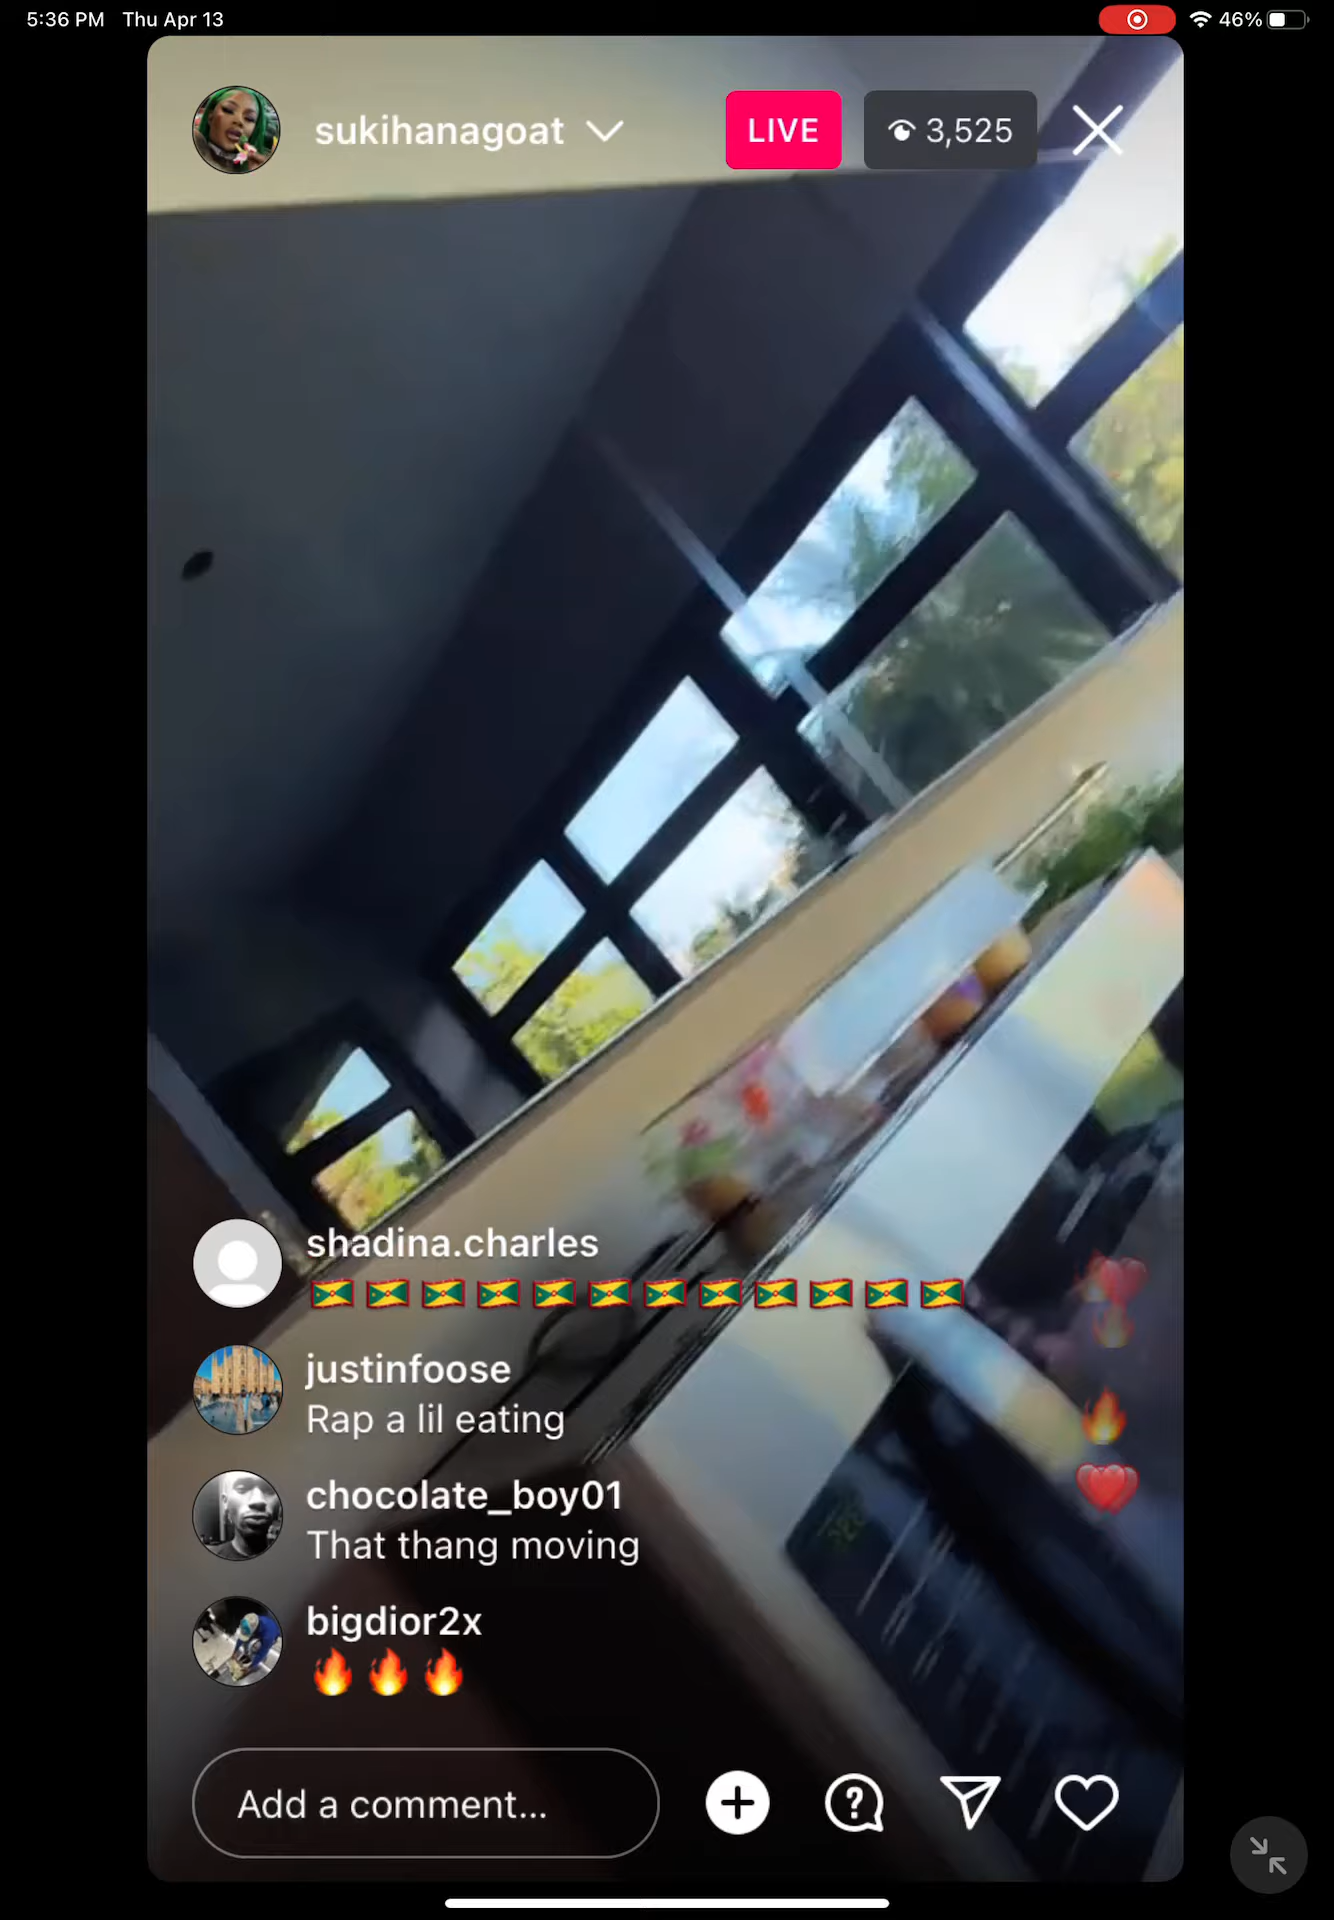 5:36 PM Thu Apr 13
46%
sukihanagoat
LIVE
3,525
shadina.charles
🇬🇩🇬🇩🇬🇩🇬🇩🇬🇩🇬🇩🇬🇩🇬🇩🇬🇩🇬🇩🇬🇩🇬🇩
justinfoose
Rap a lil eating
chocolate_boy01
That thang moving
bigdior2x
🔥🔥🔥
Add a comment...